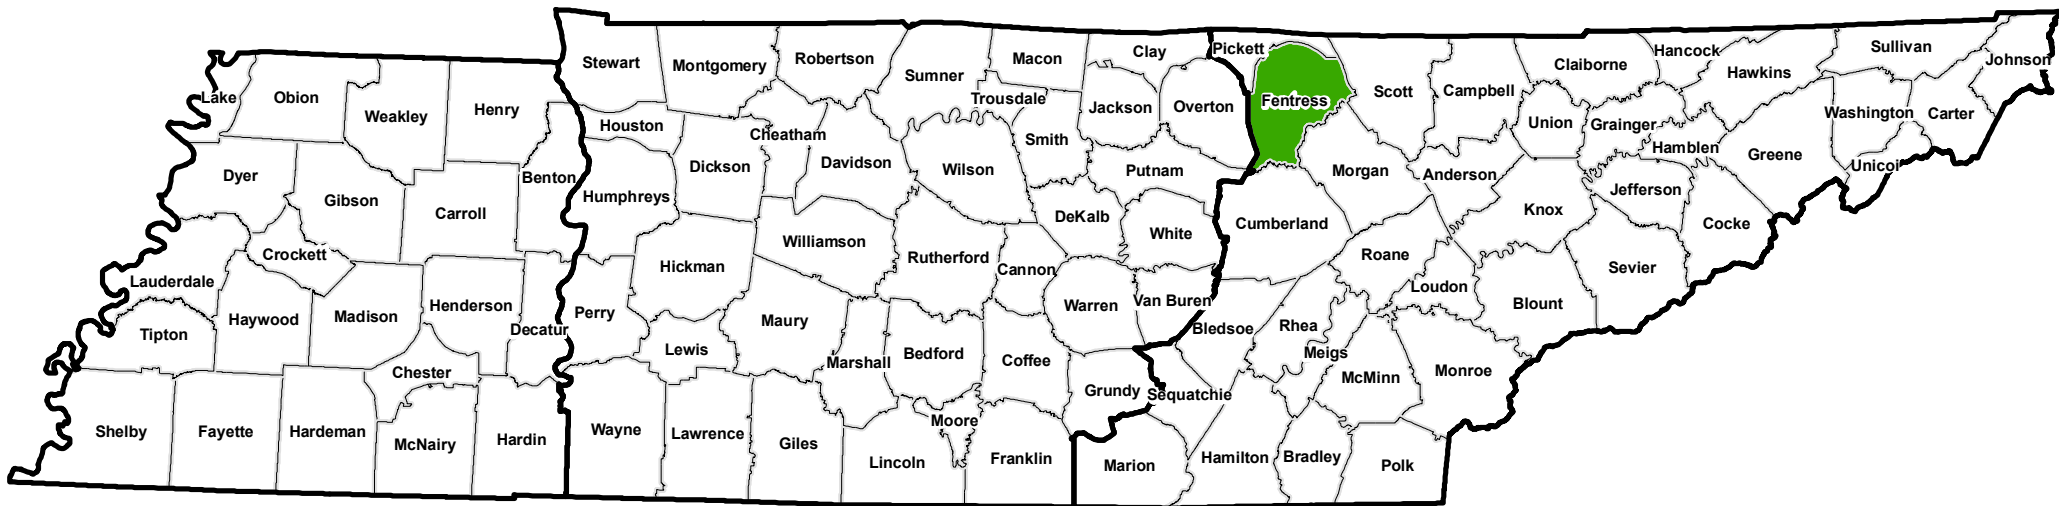 Stewart
Montgomery
Robertson
Sumner
Macon
Clay
Pickett
Scott
Campbell
Claiborne
Hancock
Hawkins
Sullivan
Johnson
Lake
Obion
Weakley
Henry
Houston
Cheatham
Trousdale
Jackson
Overton
Fentress
Union
Grainger
Washington
Carter
Dyer
Gibson
Carroll
Benton
Humphreys
Dickson
Davidson
Wilson
Smith
Putnam
Morgan
Anderson
Hamblen
Greene
Unicoi
Jefferson
Crockett
Williamson
Rutherford
Cannon
DeKalb
White
Cumberland
Knox
Cocke
Lauderdale
Hickman
Roane
Loudon
Sevier
Tipton
Haywood
Madison
Henderson
Decatur
Perry
Lewis
Maury
Marshall
Bedford
Coffee
Warren
Van Buren
Bledsoe
Rhea
Meigs
Blount
Chester
Grundy
Sequatchie
McMinn
Monroe
Shelby
Fayette
Hardeman
McNairy
Hardin
Wayne
Lawrence
Giles
Lincoln
Moore
Franklin
Marion
Hamilton
Bradley
Polk